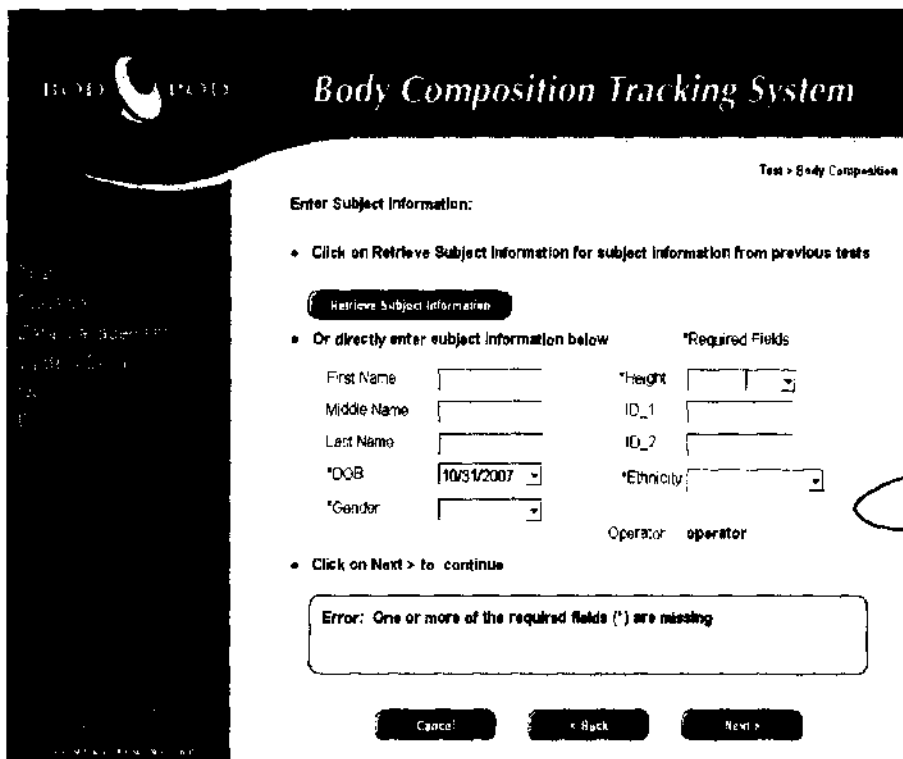 BOD POD
Body Composition Tracking System
Test > Body Composition
Enter Subject Information:
• Click on Retrieve Subject Information for subject information from previous tests
Retrieve Subject Information
• Or directly enter subject information below *Required Fields
First Name *Height
Middle Name ID_1
Last Name ID_2
*DOB 10/31/2007 *Ethnicity
*Gender
Operator operator
• Click on Next > to continue
Error: One or more of the required fields (*) are missing
Cancel < Back Next >